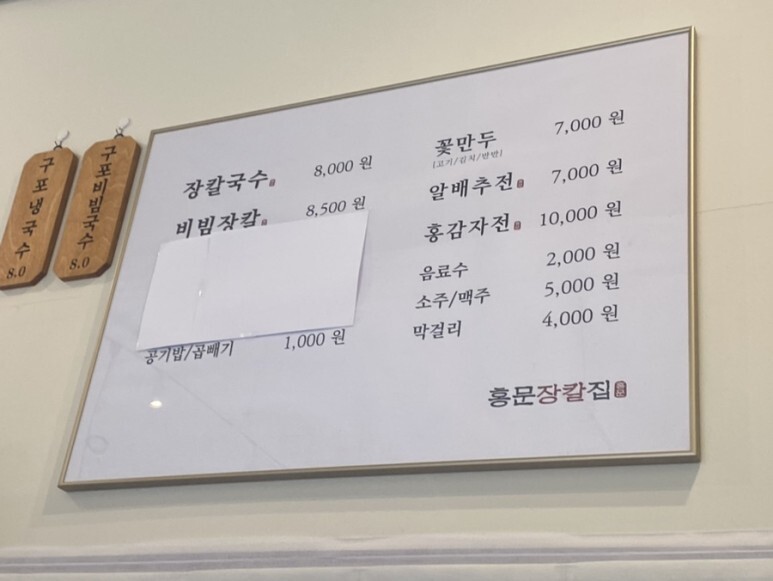 구포냉국수
8.0
구포비빔국수
8.0
장칼국수 8,000 원
비빔장칼 8,500 원
공기밥/곱빼기 1,000 원
꽃만두 7,000 원
(고기/김치/반반)
알배추전 7,000 원
홍감자전 10,000 원
음료수 2,000 원
소주/맥주 5,000 원
막걸리 4,000 원
홍문장칼집